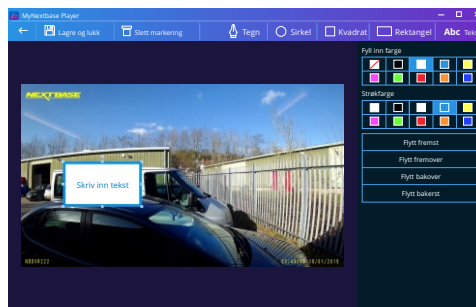 MyNextbase Player
Lagre og lukk
Slett markering
Tegn
Sirkel
Kvadrat
Rektangel
Abc
Fyll inn farge
Strøkfarge
NEXTBASE
Skriv inn tekst
Flytt fremst
Flytt fremover
Flytt bakover
Flytt bakerst